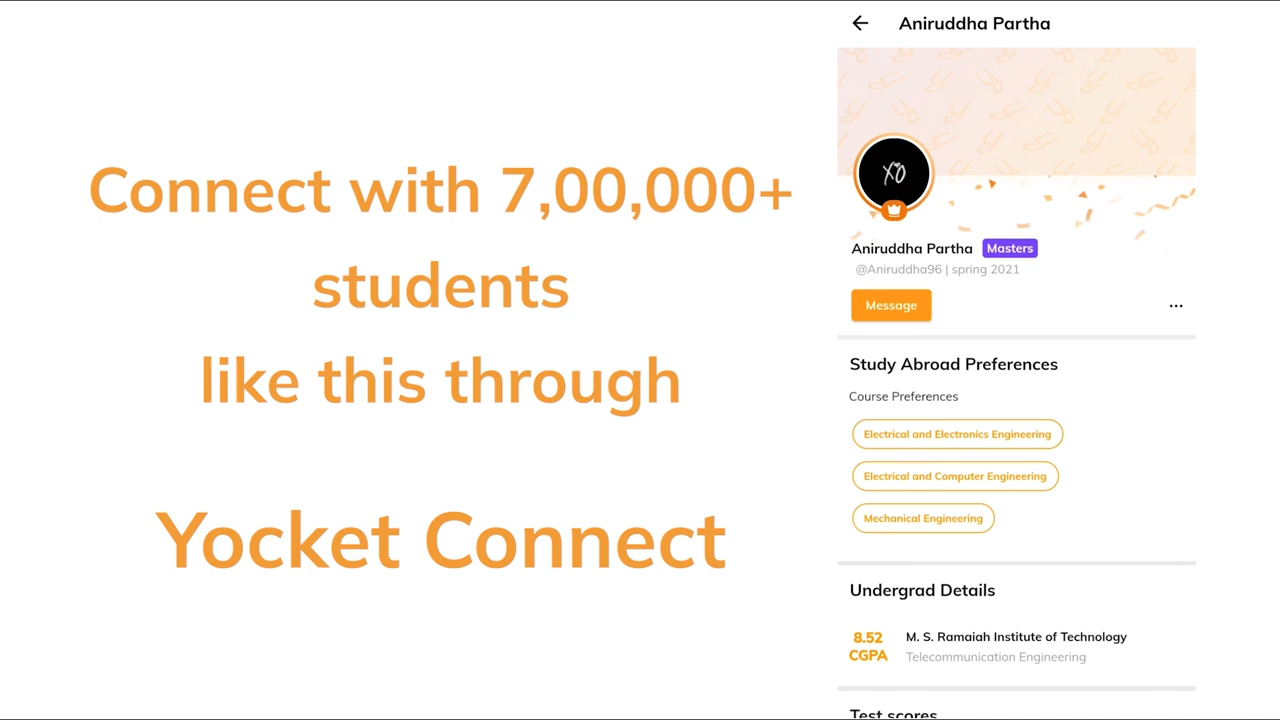 Connect with 7,00,000+
students
like this through
Yocket Connect
Aniruddha Partha
XO
Aniruddha Partha Masters
@Aniruddha96 | spring 2021
Message
Study Abroad Preferences
Course Preferences
Electrical and Electronics Engineering
Electrical and Computer Engineering
Mechanical Engineering
Undergrad Details
8.52
CGPA
M. S. Ramaiah Institute of Technology
Telecommunication Engineering
Test scores